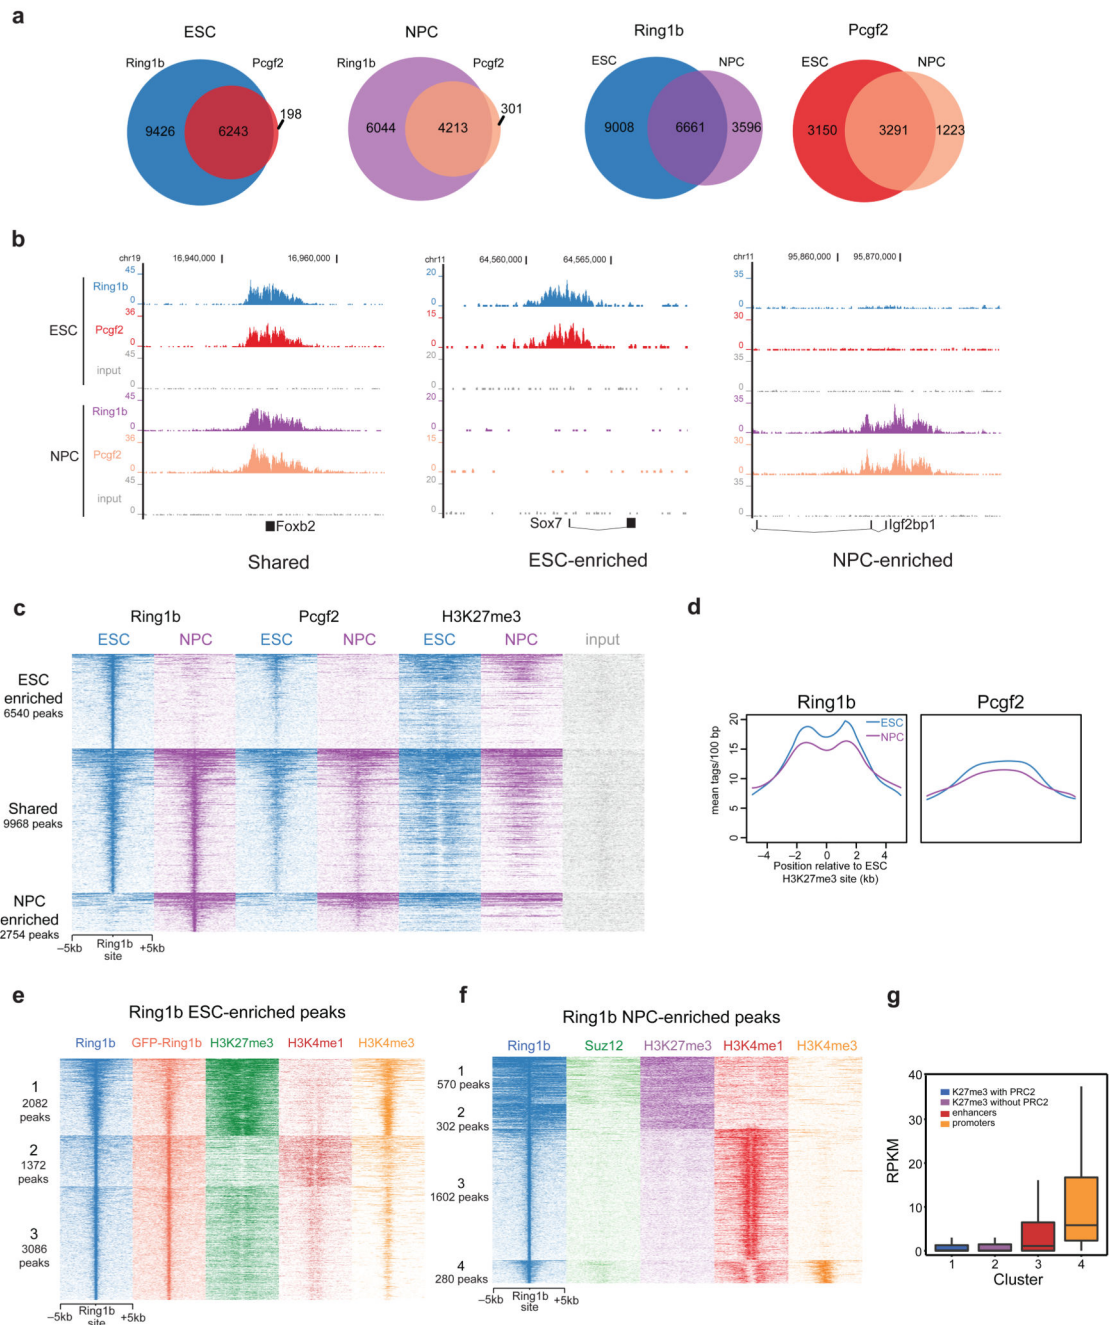 a
ESC
NPC
Ring1b
Pcgf2
Ring1b
Pcgf2
Ring1b
Pcgf2
ESC
NPC
ESC
NPC
9426
6243
198
6044
4213
301
9008
6661
3596
3150
3291
1223
b
chr19
16,940,000
16,960,000
chr11
64,560,000
64,565,000
chr11
95,860,000
95,870,000
ESC
Ring1b
45
0
20
0
35
0
Pcgf2
36
0
15
0
30
0
input
45
0
20
0
35
0
NPC
Ring1b
45
0
20
0
35
0
Pcgf2
36
0
15
0
30
0
input
45
0
20
0
35
0
Foxb2
Sox7
Igf2bp1
Shared
ESC-enriched
NPC-enriched
c
Ring1b
Pcgf2
H3K27me3
ESC
NPC
ESC
NPC
ESC
NPC
input
ESC
enriched
6540 peaks
Shared
9968 peaks
NPC
enriched
2754 peaks
−5kb
Ring1b
site
+5kb
d
Ring1b
Pcgf2
ESC
NPC
mean tags/100 bp
20
15
10
5
0
−4
−2
0
2
4
Position relative to ESC
H3K27me3 site (kb)
e
Ring1b ESC-enriched peaks
Ring1b
GFP-Ring1b
H3K27me3
H3K4me1
H3K4me3
1
2082
peaks
2
1372
peaks
3
3086
peaks
−5kb
Ring1b
site
+5kb
f
Ring1b NPC-enriched peaks
Ring1b
Suz12
H3K27me3
H3K4me1
H3K4me3
1
570 peaks
2
302 peaks
3
1602 peaks
4
280 peaks
−5kb
Ring1b
site
+5kb
g
K27me3 with PRC2
K27me3 without PRC2
enhancers
promoters
RPKM
40
30
20
10
0
1
2
3
4
Cluster